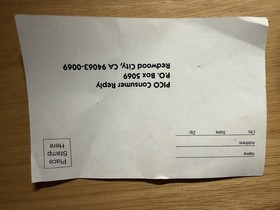 Name
Address
City State Zip
Place
Stamp
Here
PICO Consumer Reply
P.O. Box 5069
Redwood City, CA 94063-0069